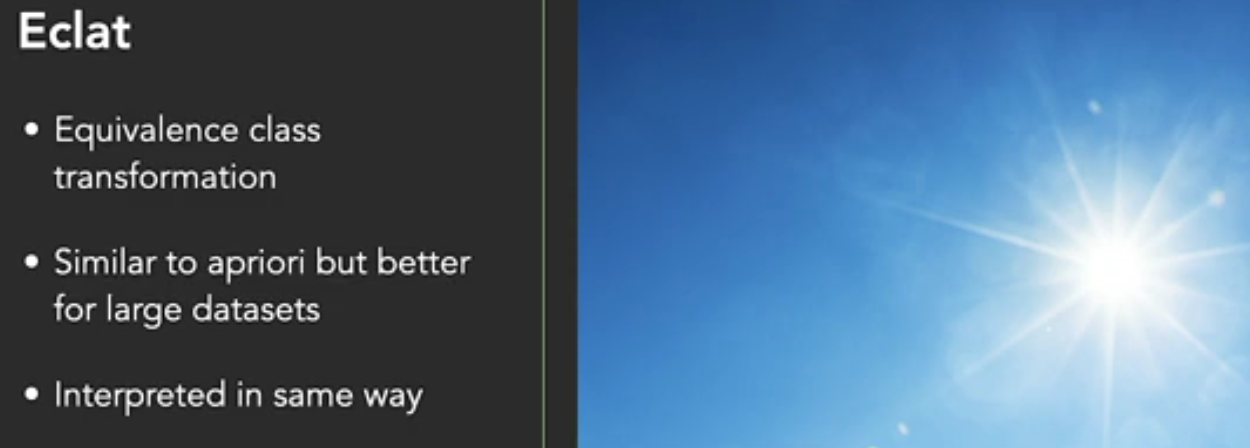 Eclat
• Equivalence class
transformation
• Similar to apriori but better
for large datasets
• Interpreted in same way